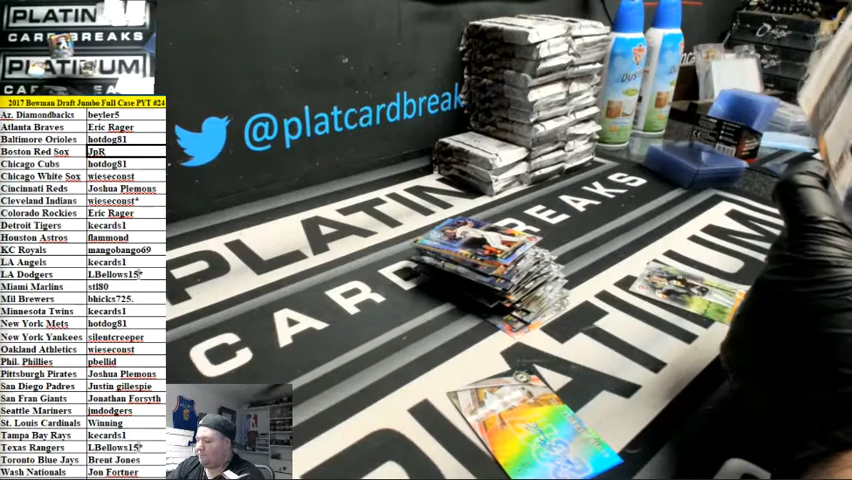 PLATIN
CARD BREAKS
PLATINUM
2017 Bowman Draft Jumbo Full Case PYT #24
Az. Diamondbacks beyler5
Atlanta Braves Eric Rager
Baltimore Orioles hotdog81
Boston Red Sox JpR
Chicago Cubs hotdog81
Chicago White Sox wieseconst
Cincinnati Reds Joshua Plemons
Cleveland Indians wieseconst*
Colorado Rockies Eric Rager
Detroit Tigers kecards1
Houston Astros flammond
KC Royals mangobango69
LA Angels kecards1
LA Dodgers LBellows15*
Miami Marlins stl80
Mil Brewers bhicks725.
Minnesota Twins kecards1
New York Mets hotdog81
New York Yankees silentcreeper
Oakland Athletics wieseconst
Phil. Phillies pbellid
Pittsburgh Pirates Joshua Plemons
San Diego Padres Justin gillespie
San Fran Giants Jonathan Forsyth
Seattle Mariners jmdodgers
St. Louis Cardinals Winning
Tampa Bay Rays kecards1
Texas Rangers LBellows15*
Toronto Blue Jays Brent Jones
Wash Nationals Jon Fortner
@platcardbreak
PLATINUM
CARD BREAKS
PLATINUM
DUST